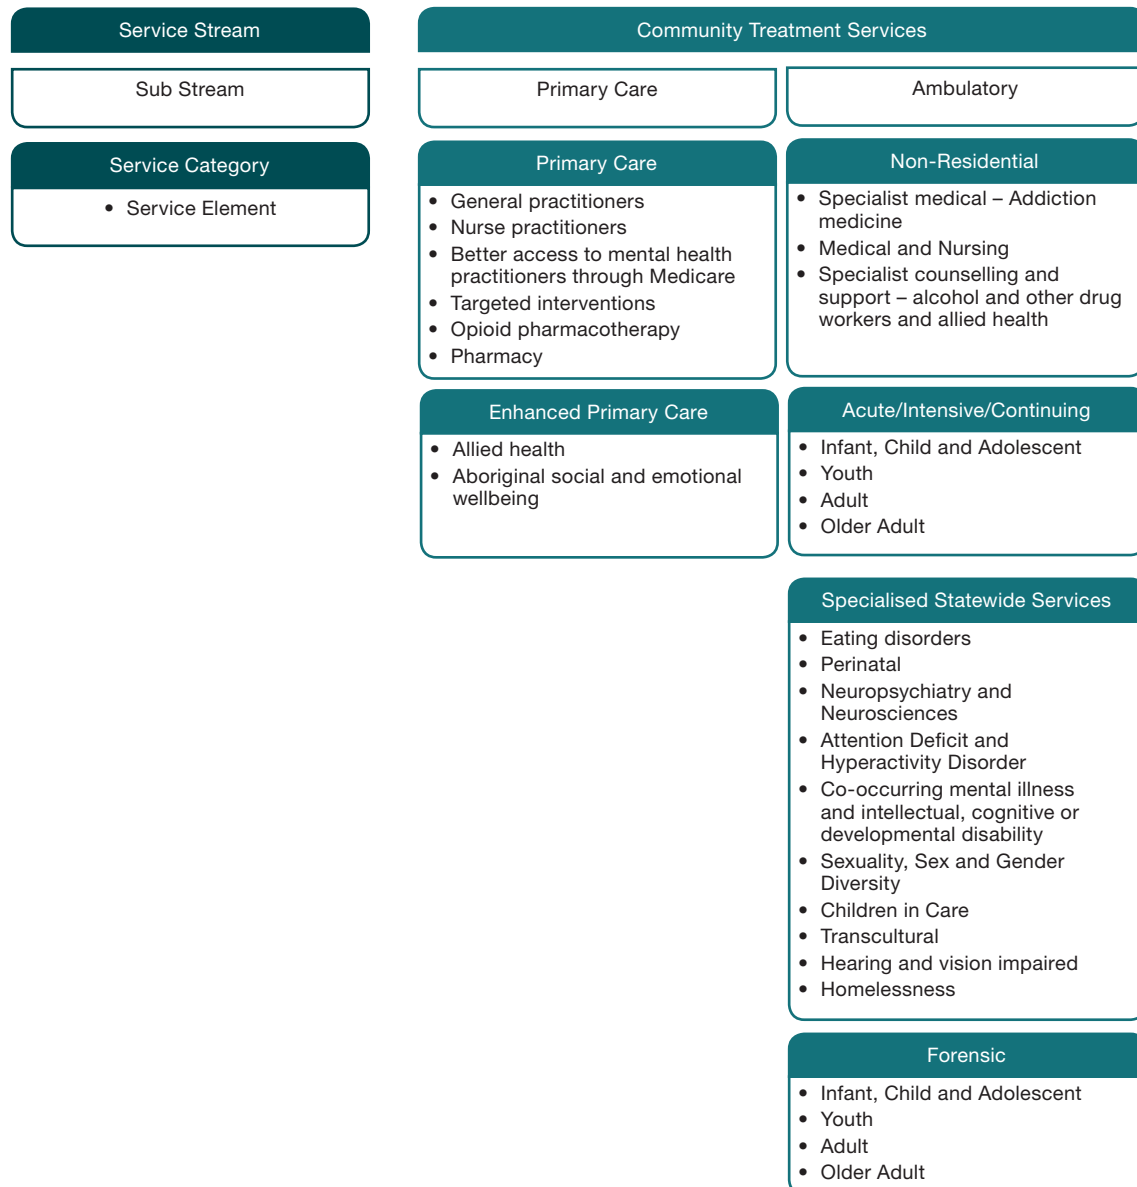 Service Stream
Sub Stream
Service Category
• Service Element
Community Treatment Services
Primary Care
Primary Care
• General practitioners
• Nurse practitioners
• Better access to mental health
practitioners through Medicare
• Targeted interventions
• Opioid pharmacotherapy
• Pharmacy
Enhanced Primary Care
• Allied health
• Aboriginal social and emotional
wellbeing
Ambulatory
Non-Residential
• Specialist medical – Addiction
medicine
• Medical and Nursing
• Specialist counselling and
support – alcohol and other drug
workers and allied health
Acute/Intensive/Continuing
• Infant, Child and Adolescent
• Youth
• Adult
• Older Adult
Specialised Statewide Services
• Eating disorders
• Perinatal
• Neuropsychiatry and
Neurosciences
• Attention Deficit and
Hyperactivity Disorder
• Co-occurring mental illness
and intellectual, cognitive or
developmental disability
• Sexuality, Sex and Gender
Diversity
• Children in Care
• Transcultural
• Hearing and vision impaired
• Homelessness
Forensic
• Infant, Child and Adolescent
• Youth
• Adult
• Older Adult